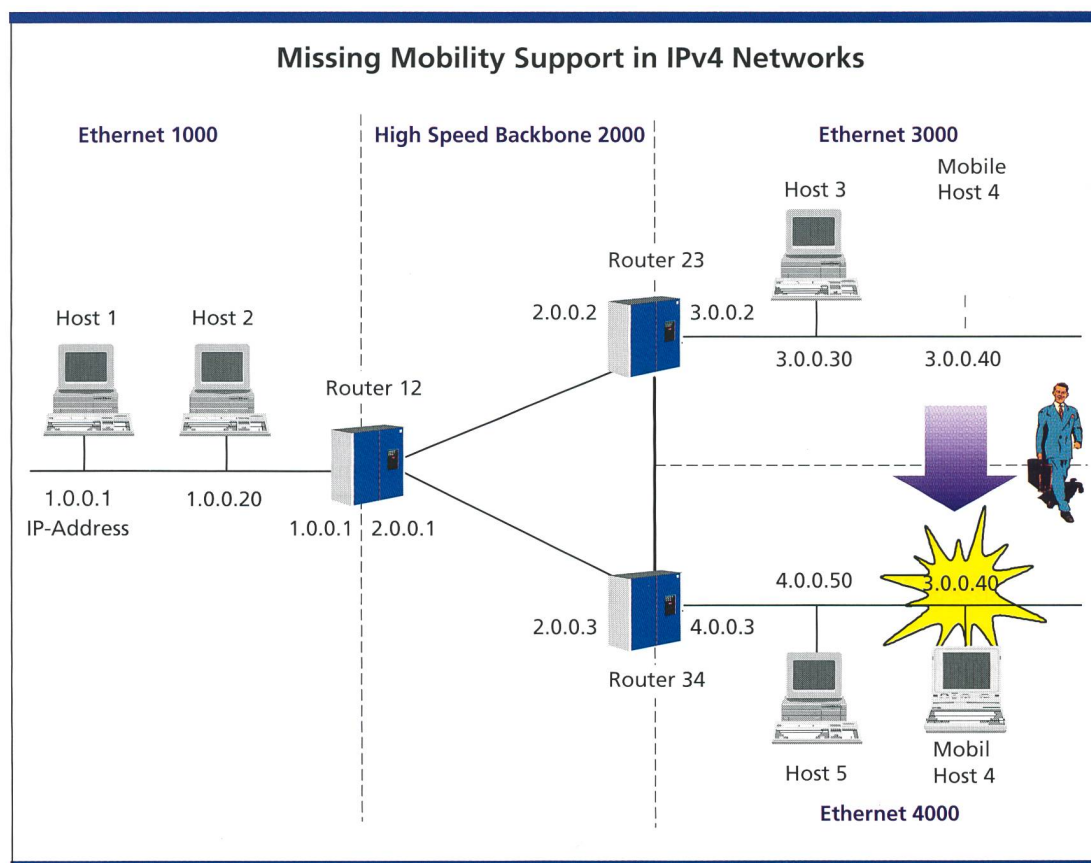 Missing Mobility Support in IPv4 Networks
Ethernet 1000
High Speed Backbone 2000
Ethernet 3000
Mobile
Host 4
Host 3
Router 23
2.0.0.2
3.0.0.2
Host 1
Host 2
3.0.0.30
3.0.0.40
Router 12
1.0.0.1
IP-Address
1.0.0.20
1.0.0.1
2.0.0.1
4.0.0.50
3.0.0.40
2.0.0.3
4.0.0.3
Router 34
Host 5
Mobil
Host 4
Ethernet 4000